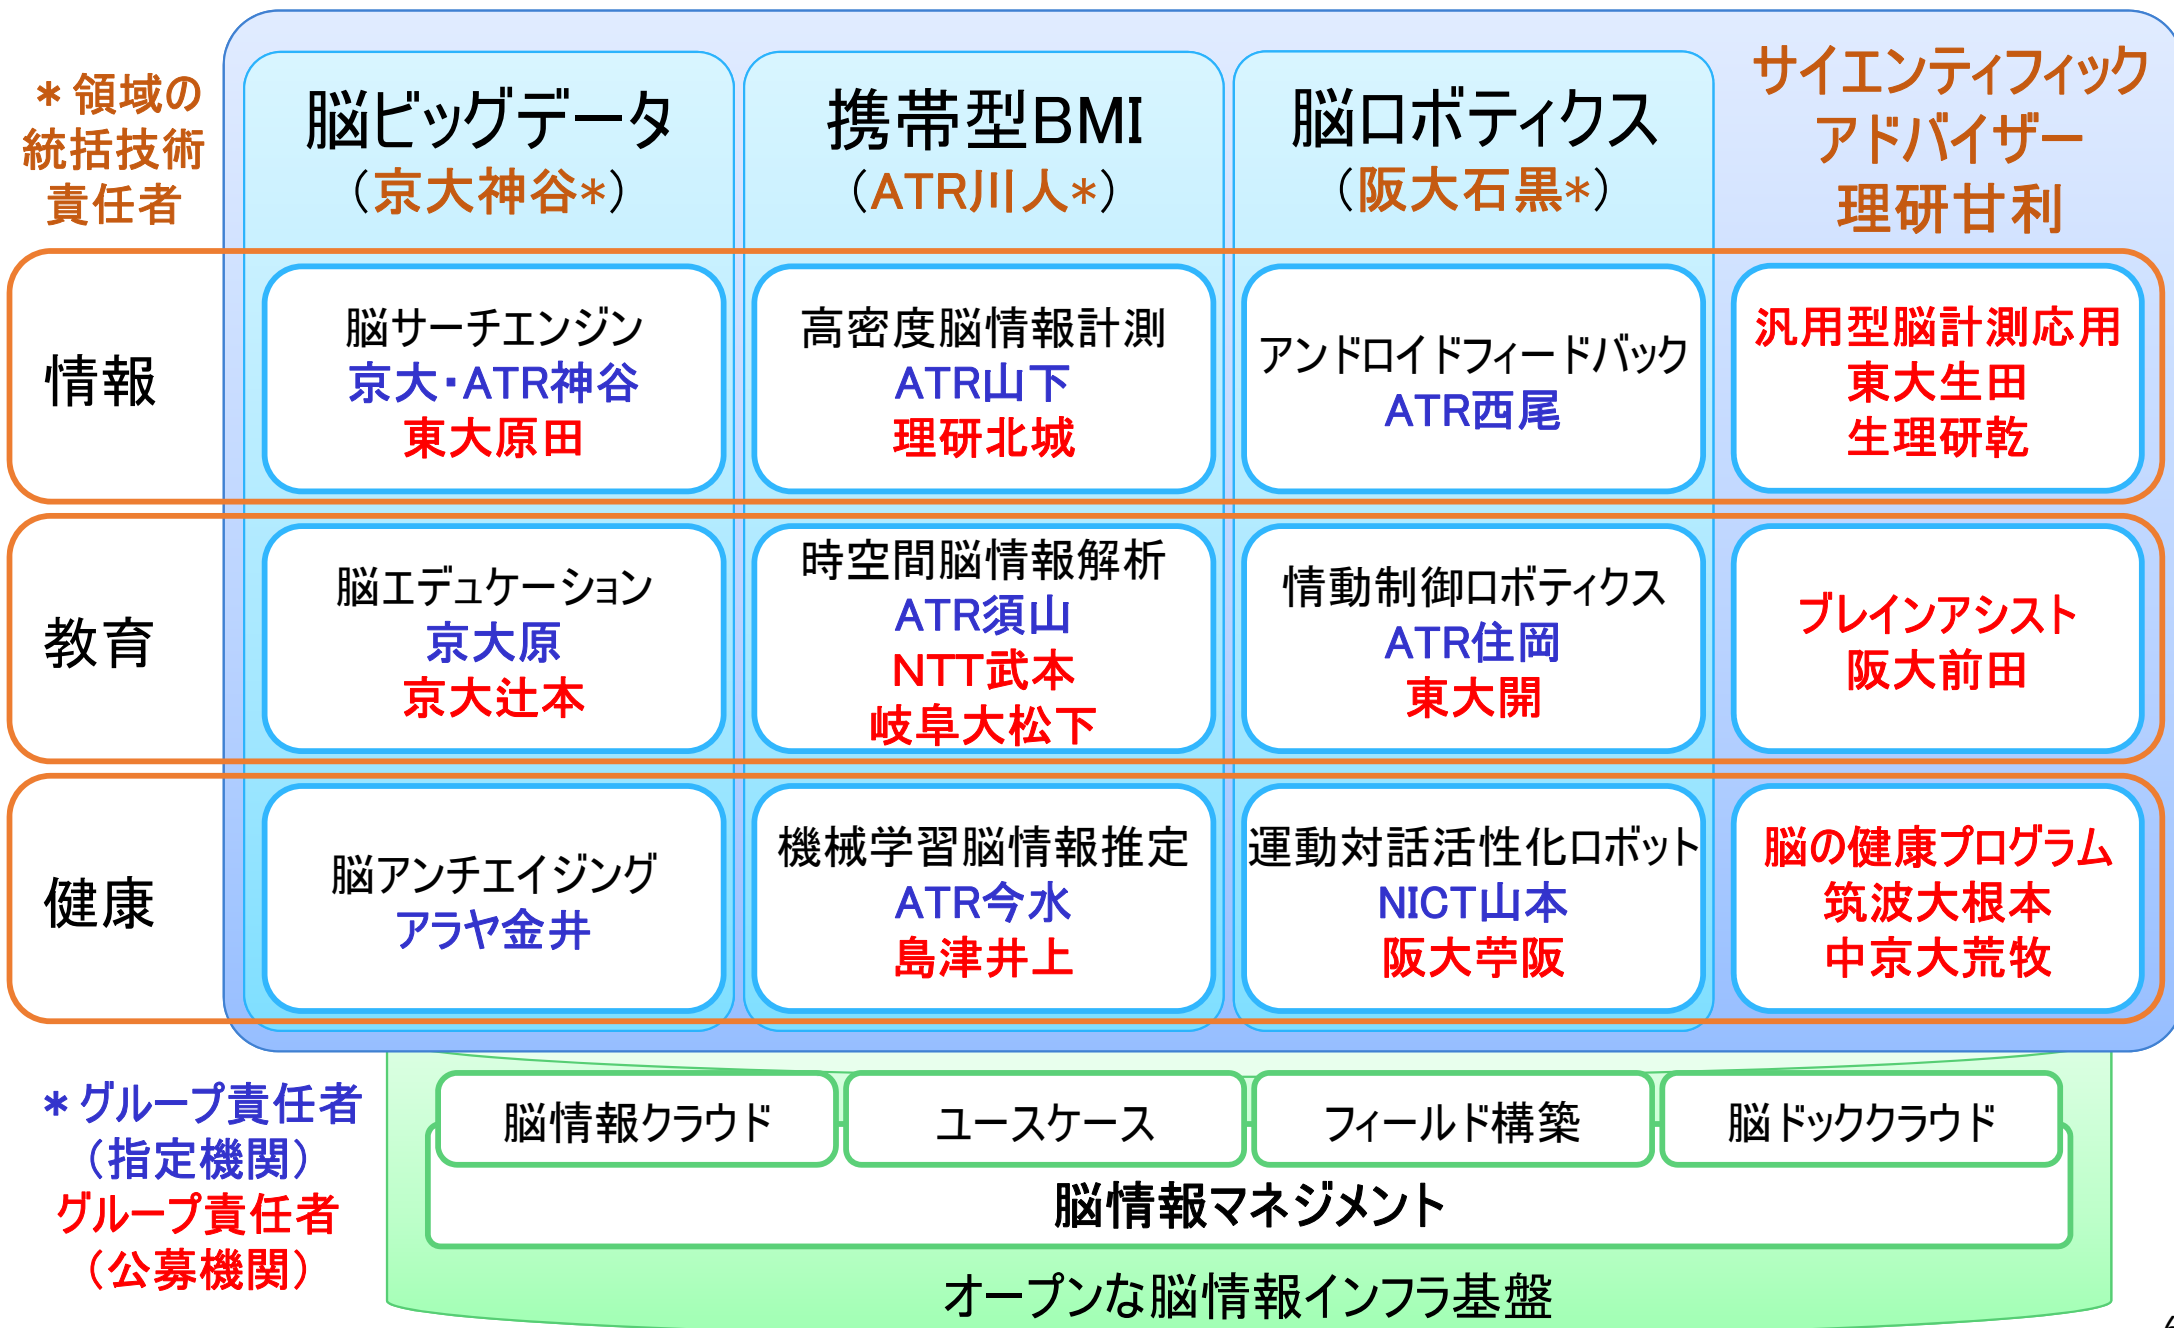 ＊領域の
統括技術
責任者
脳ビッグデータ
（京大神谷*）
携帯型BMI
（ATR川人*）
脳ロボティクス
（阪大石黒*）
サイエンティフィック
アドバイザー
理研甘利
情報
脳サーチエンジン
京大・ATR神谷
東大原田
高密度脳情報計測
ATR山下
理研北城
アンドロイドフィードバック
ATR西尾
汎用型脳計測応用
東大生田
生理研乾
教育
脳エデュケーション
京大原
京大辻本
時空間脳情報解析
ATR須山
NTT武本
岐阜大松下
情動制御ロボティクス
ATR住岡
東大開
ブレインアシスト
阪大前田
健康
脳アンチエイジング
アラヤ金井
機械学習脳情報推定
ATR今水
島津井上
運動対話活性化ロボット
NICT山本
阪大苧阪
脳の健康プログラム
筑波大根本
中京大荒牧
＊グループ責任者
（指定機関）
グループ責任者
（公募機関）
脳情報クラウド
ユースケース
フィールド構築
脳ドッククラウド
脳情報マネジメント
オープンな脳情報インフラ基盤